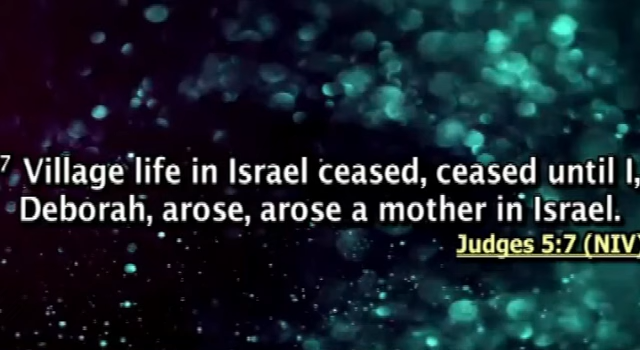 7 Village life in Israel ceased, ceased until I,
Deborah, arose, arose a mother in Israel.
Judges 5:7 (NIV)